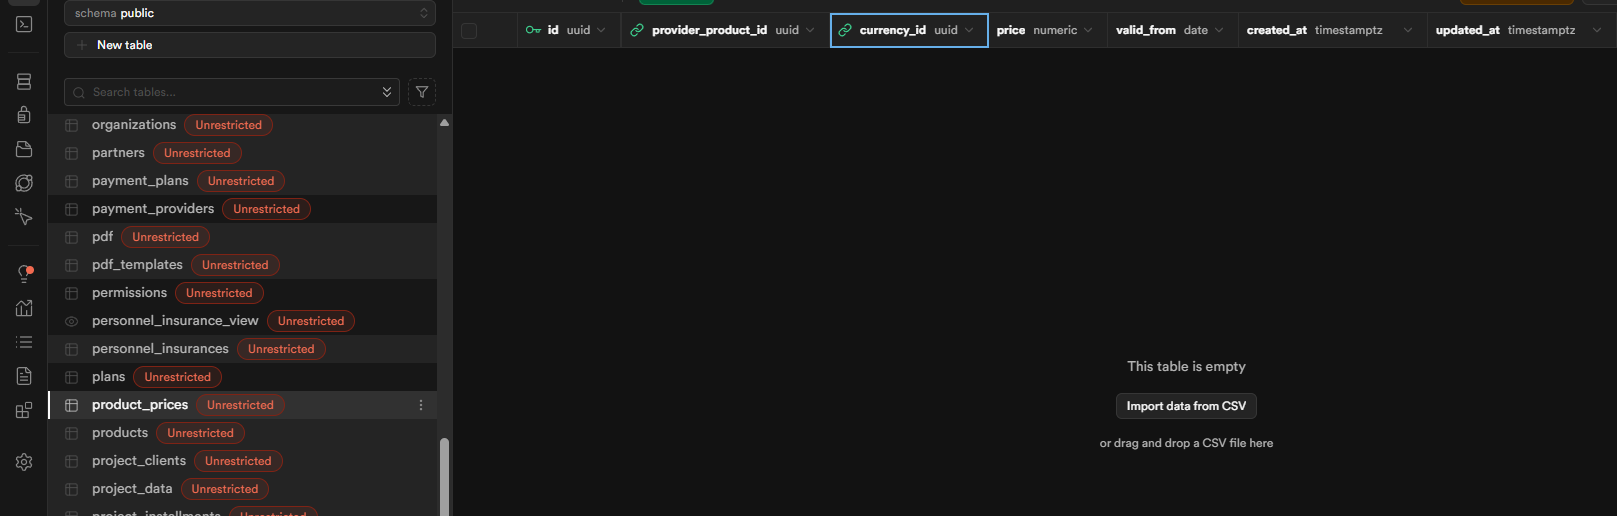 schema public
New table
Search tables...
organizations Unrestricted
partners Unrestricted
payment_plans Unrestricted
payment_providers Unrestricted
pdf Unrestricted
pdf_templates Unrestricted
permissions Unrestricted
personnel_insurance_view Unrestricted
personnel_insurances Unrestricted
plans Unrestricted
product_prices Unrestricted
products Unrestricted
project_clients Unrestricted
project_data Unrestricted
project_installments Unrestricted
id uuid provider_product_id uuid currency_id uuid price numeric valid_from date created_at timestamptz updated_at timestamptz
This table is empty
Import data from CSV
or drag and drop a CSV file here